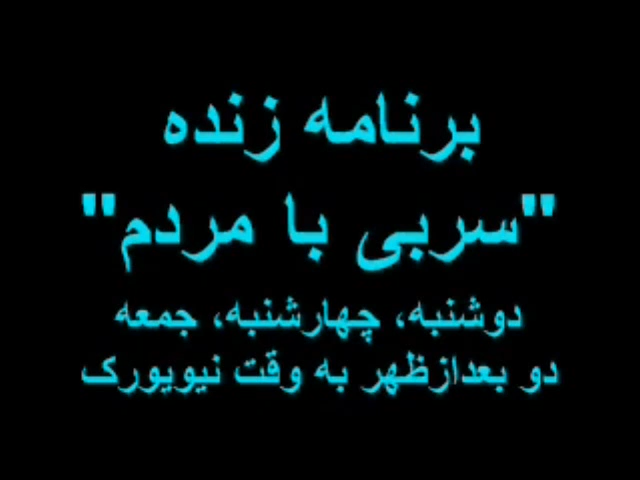 برنامه زنده
"سربی با مردم"
دوشنبه، چهارشنبه، جمعه
دو بعدازظهر به وقت نیویورک